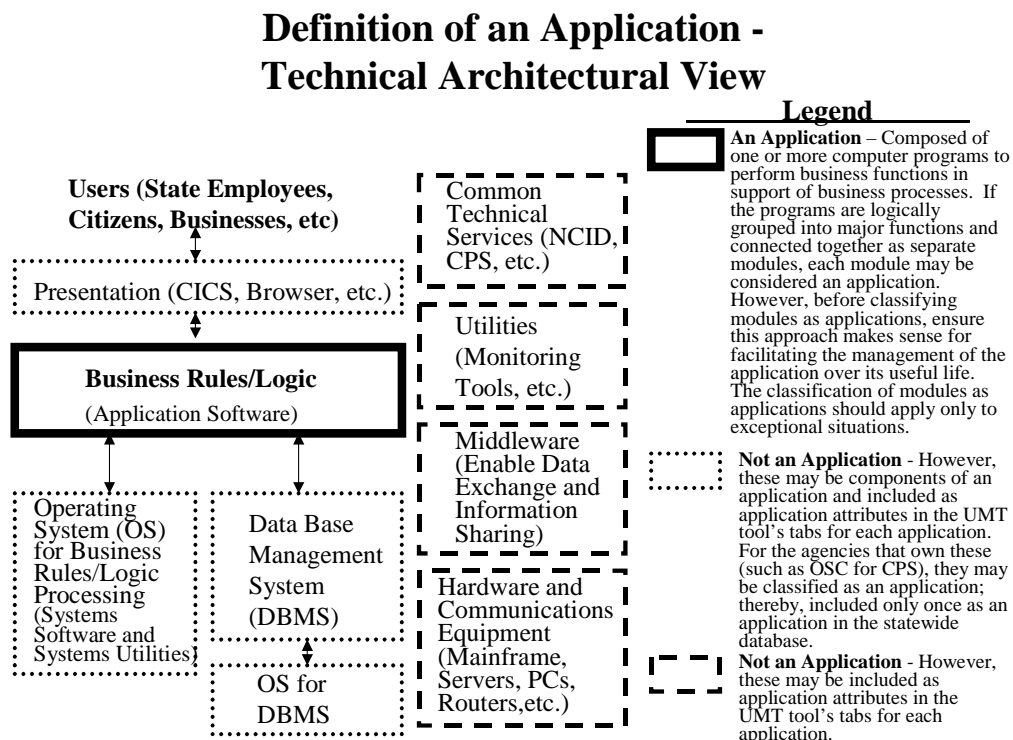 Definition of an Application -
Technical Architectural View
Users (State Employees,
Citizens, Businesses, etc)
Presentation (CICS, Browser, etc.)
Business Rules/Logic
(Application Software)
Operating
System (OS)
for Business
Rules/Logic
Processing
(Systems
Software and
Systems Utilities)
Data Base
Management
System
(DBMS)
OS for
DBMS
Common
Technical
Services (NCID,
CPS, etc.)
Utilities
(Monitoring
Tools, etc.)
Middleware
(Enable Data
Exchange and
Information
Sharing)
Hardware and
Communications
Equipment
(Mainframe,
Servers, PCs,
Routers,etc.)
Legend
An Application – Composed of
one or more computer programs to
perform business functions in
support of business processes. If
the programs are logically
grouped into major functions and
connected together as separate
modules, each module may be
considered an application.
However, before classifying
modules as applications, ensure
this approach makes sense for
facilitating the management of the
application over its useful life.
The classification of modules as
applications should apply only to
exceptional situations.
Not an Application - However,
these may be components of an
application and included as
application attributes in the UMT
tool's tabs for each application.
For the agencies that own these
(such as OSC for CPS), they may
be classified as an application;
thereby, included only once as an
application in the statewide
database.
Not an Application - However,
these may be included as
application attributes in the
UMT tool's tabs for each
application.